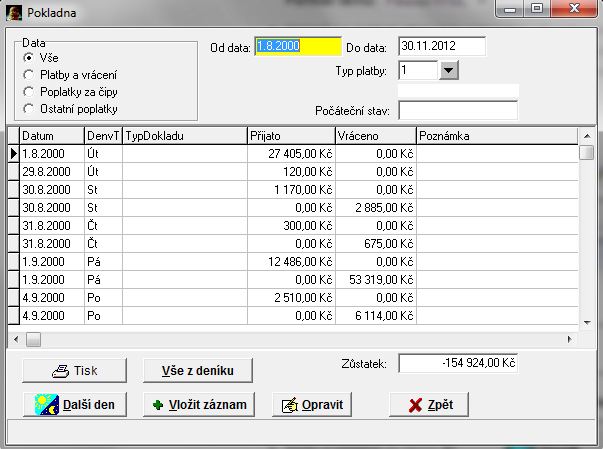 Pokladna
Data
Vše
Platby a vrácení
Poplatky za čipy
Ostatní poplatky
Od data: 1.8.2000 Do data: 30.11.2012
Typ platby: 1
Počáteční stav:
Datum DenvT TypDokladu Přijato Vráceno Poznámka
1.8.2000 Út 27 405,00 Kč 0,00 Kč
29.8.2000 Út 120,00 Kč 0,00 Kč
30.8.2000 St 1 170,00 Kč 0,00 Kč
30.8.2000 St 0,00 Kč 2 885,00 Kč
31.8.2000 Čt 300,00 Kč 0,00 Kč
31.8.2000 Čt 0,00 Kč 675,00 Kč
1.9.2000 Pá 12 486,00 Kč 0,00 Kč
1.9.2000 Pá 0,00 Kč 53 319,00 Kč
4.9.2000 Po 2 510,00 Kč 0,00 Kč
4.9.2000 Po 0,00 Kč 6 114,00 Kč
Tisk Vše z deníku Zůstatek: -154 924,00 Kč
Další den Vložit záznam Opravit Zpět